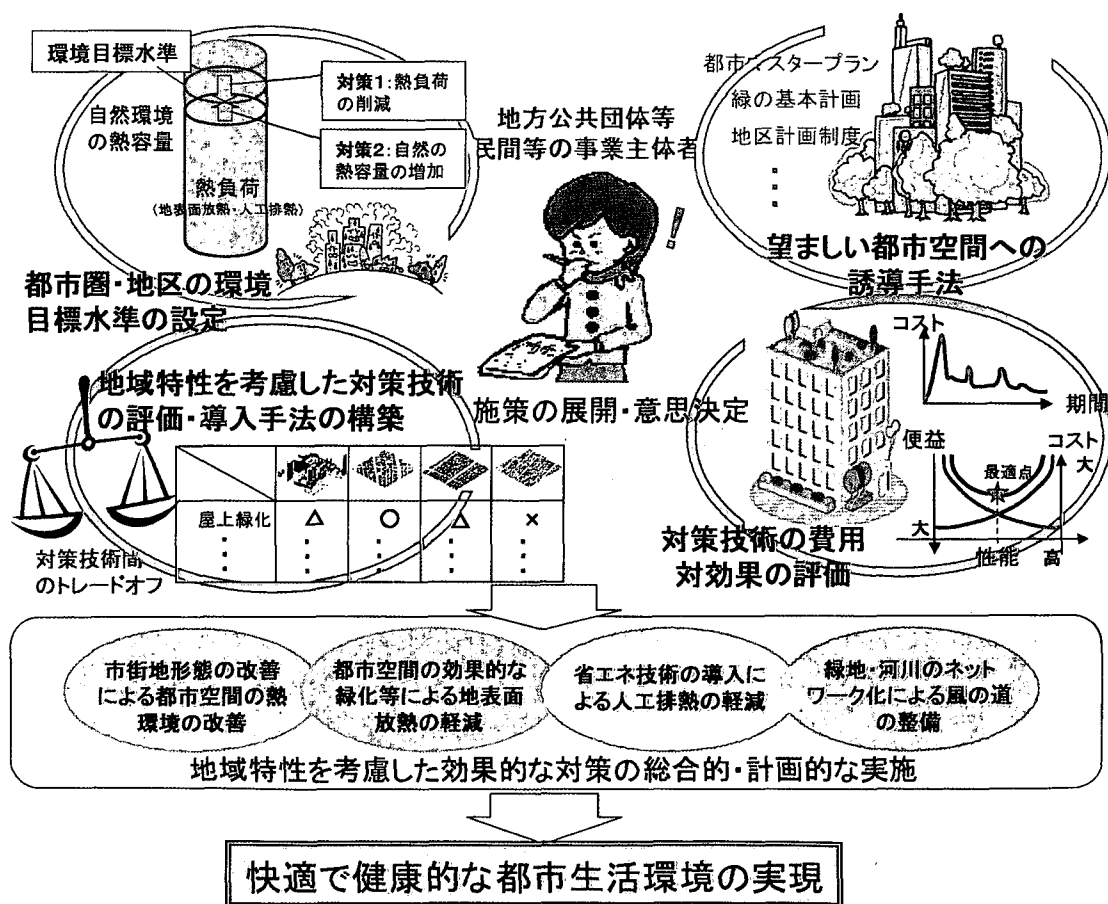 環境目標水準
自然環境
の熱容量
対策1:熱負荷
の削減
対策2:自然の
熱容量の増加
熱負荷
(地表面放熱・人工排熱)
都市圏・地区の環境
目標水準の設定
地方公共団体等
民間等の事業主体者
!
施策の展開・意思決定
都市マスタープラン
緑の基本計画
地区計画制度
・
・
・
望ましい都市空間への
誘導手法
地域特性を考慮した対策技術
の評価・導入手法の構築
屋上緑化 △ ○ △ ×
・ ・ ・ ・ ・
・ ・ ・ ・ ・
・ ・ ・ ・ ・
対策技術間
のトレードオフ
コスト
期間
便益 コスト
大
最適点
大
性能 高
対策技術の費用
対効果の評価
市街地形態の改善
による都市空間の熱
環境の改善
都市空間の効果的な
緑化等による地表面
放熱の軽減
省エネ技術の導入に
よる人工排熱の軽減
緑地・河川のネット
ワーク化による風の道
の整備
地域特性を考慮した効果的な対策の総合的・計画的な実施
快適で健康的な都市生活環境の実現